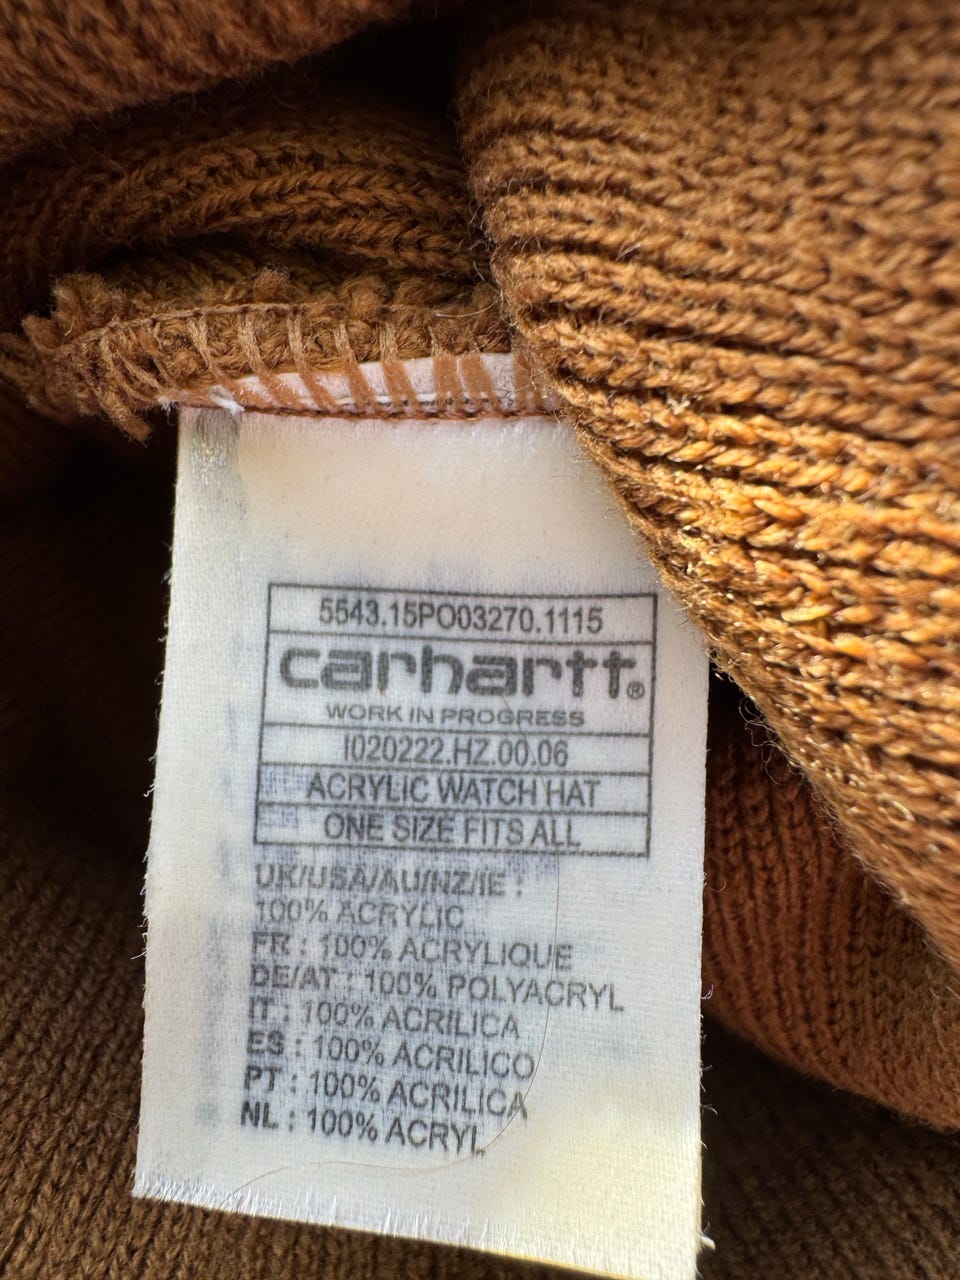 5543.15PO03270.1115
carhartt®
WORK IN PROGRESS
I020222.HZ.00.06
ACRYLIC WATCH HAT
ONE SIZE FITS ALL
UK/USA/AU/NZ/IE :
100% ACRYLIC
FR : 100% ACRYLIQUE
DE/AT : 100% POLYACRYL
IT : 100% ACRILICA
ES : 100% ACRILICO
PT : 100% ACRILICA
NL : 100% ACRYL